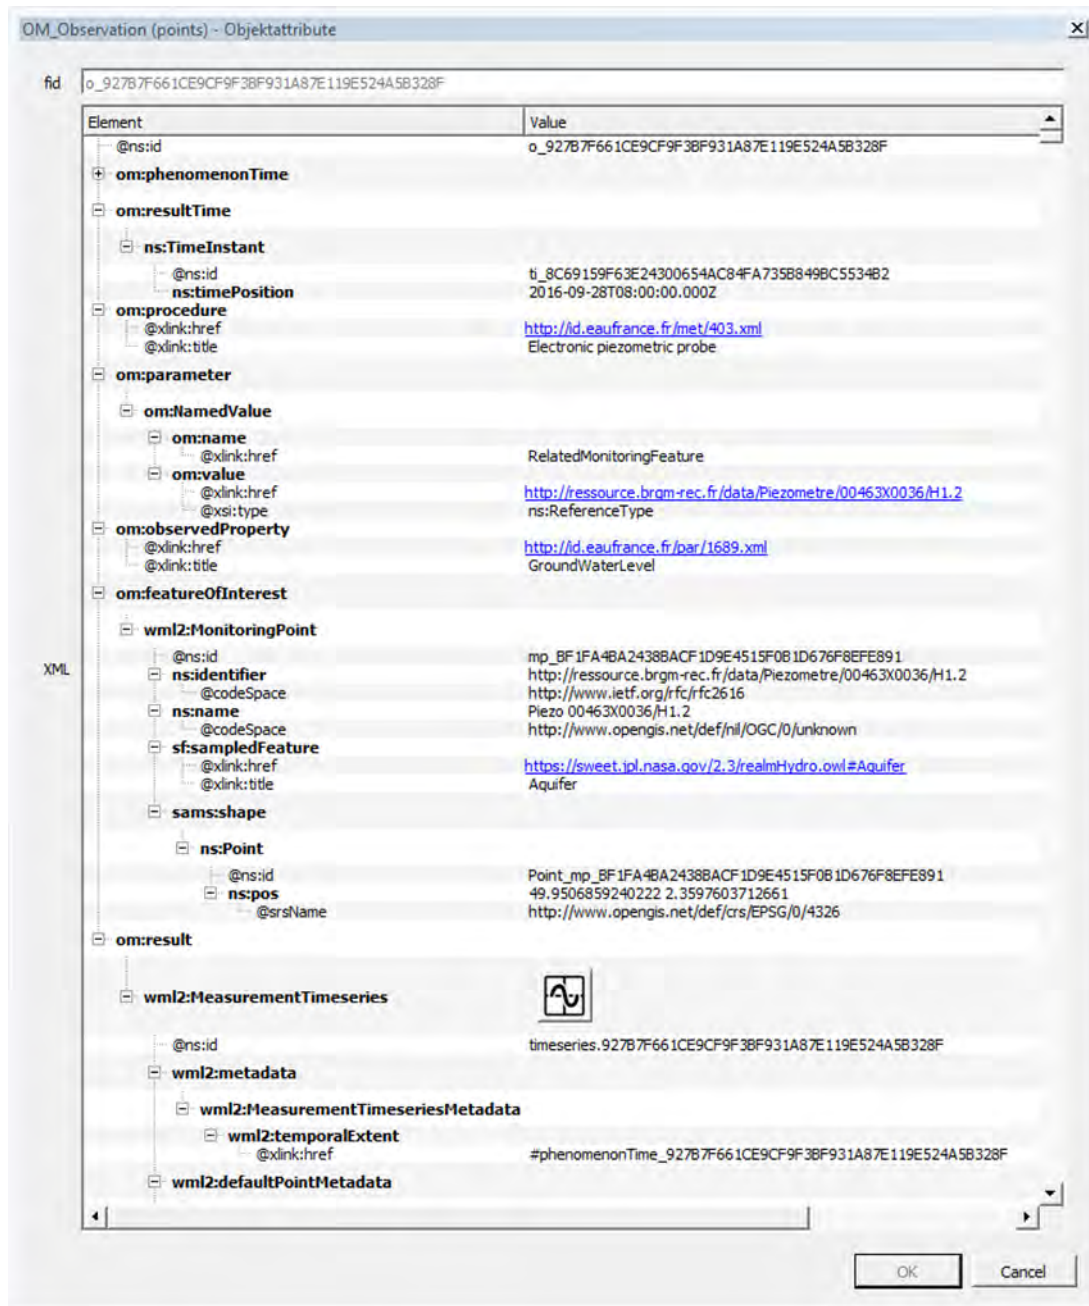 OM_Observation (points) - Objektattribute
fid o_927B7F661CE9CF9F3BF931A87E119E524A5B328F
Element Value
@ns:id o_927B7F661CE9CF9F3BF931A87E119E524A5B328F
om:phenomenonTime
om:resultTime
ns:TimeInstant
@ns:id ti_8C69159F63E24300654AC84FA735B849BC5534B2
ns:timePosition 2016-09-28T08:00:00.000Z
om:procedure
@xlink:href http://id.eaufrance.fr/met/403.xml
@xlink:title Electronic piezometric probe
om:parameter
om:NamedValue
om:name
@xlink:href RelatedMonitoringFeature
om:value
@xlink:href http://ressource.brgm-rec.fr/data/Piezometre/00463X0036/H1.2
@xsi:type ns:ReferenceType
om:observedProperty
@xlink:href http://id.eaufrance.fr/par/1689.xml
@xlink:title GroundWaterLevel
om:featureOfInterest
wml2:MonitoringPoint
@ns:id mp_BF1FA4BA2438BACF1D9E4515F0B1D676F8EFE891
XML
ns:identifier http://ressource.brgm-rec.fr/data/Piezometre/00463X0036/H1.2
@codeSpace http://www.ietf.org/rfc/rfc2616
ns:name Piezo 00463X0036/H1.2
@codeSpace http://www.opengis.net/def/nil/OGC/0/unknown
sf:sampledFeature
@xlink:href https://sweet.jpl.nasa.gov/2.3/realmHydro.owl#Aquifer
@xlink:title Aquifer
sams:shape
ns:Point
@ns:id Point_mp_BF1FA4BA2438BACF1D9E4515F0B1D676F8EFE891
ns:pos 49.9506859240222 2.3597603712661
@srsName http://www.opengis.net/def/crs/EPSG/0/4326
om:result
wml2:MeasurementTimeseries
@ns:id timeseries.927B7F661CE9CF9F3BF931A87E119E524A5B328F
wml2:metadata
wml2:MeasurementTimeseriesMetadata
wml2:temporalExtent
@xlink:href #phenomenonTime_927B7F661CE9CF9F3BF931A87E119E524A5B328F
wml2:defaultPointMetadata
OK Cancel